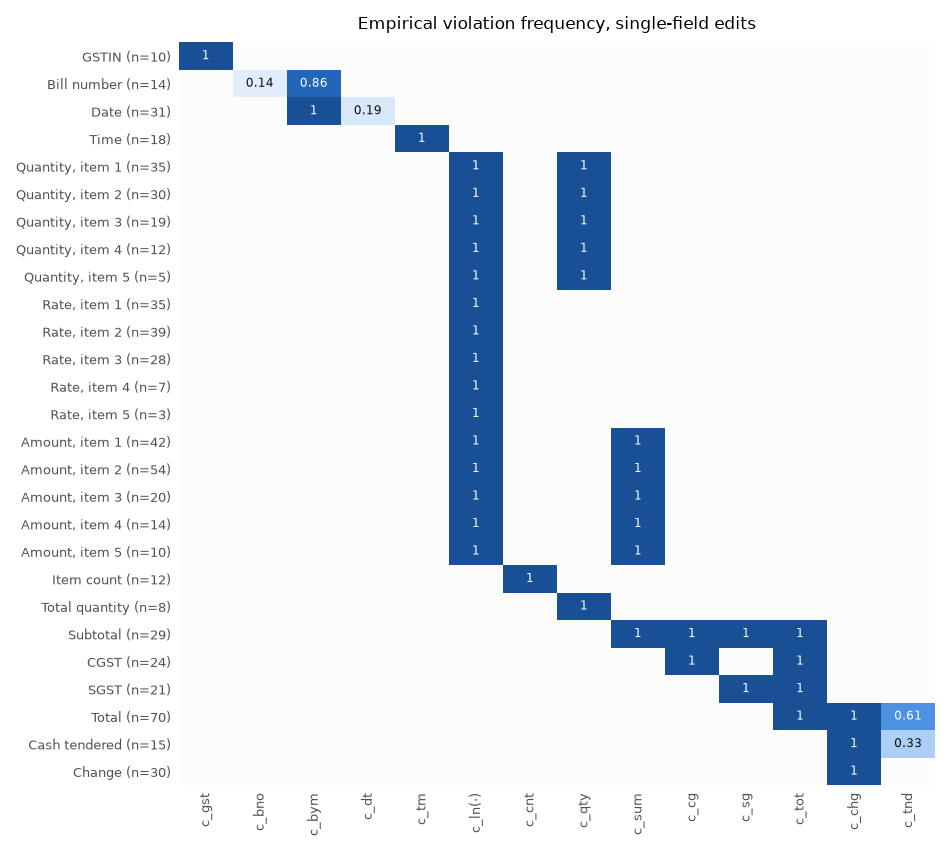 Empirical violation frequency, single-field edits
GSTIN (n=10) 1
Bill number (n=14) 0.14 0.86
Date (n=31) 1 0.19
Time (n=18) 1
Quantity, item 1 (n=35) 1 1
Quantity, item 2 (n=30) 1 1
Quantity, item 3 (n=19) 1 1
Quantity, item 4 (n=12) 1 1
Quantity, item 5 (n=5) 1 1
Rate, item 1 (n=35) 1
Rate, item 2 (n=39) 1
Rate, item 3 (n=28) 1
Rate, item 4 (n=7) 1
Rate, item 5 (n=3) 1
Amount, item 1 (n=42) 1 1
Amount, item 2 (n=54) 1 1
Amount, item 3 (n=20) 1 1
Amount, item 4 (n=14) 1 1
Amount, item 5 (n=10) 1 1
Item count (n=12) 1
Total quantity (n=8) 1
Subtotal (n=29) 1 1 1 1
CGST (n=24) 1 1
SGST (n=21) 1 1
Total (n=70) 1 1 0.61
Cash tendered (n=15) 1 0.33
Change (n=30) 1
c_gst c_bno c_bym c_dt c_tm c_ln(·) c_cnt c_qty c_sum c_cg c_sg c_tot c_chg c_tnd